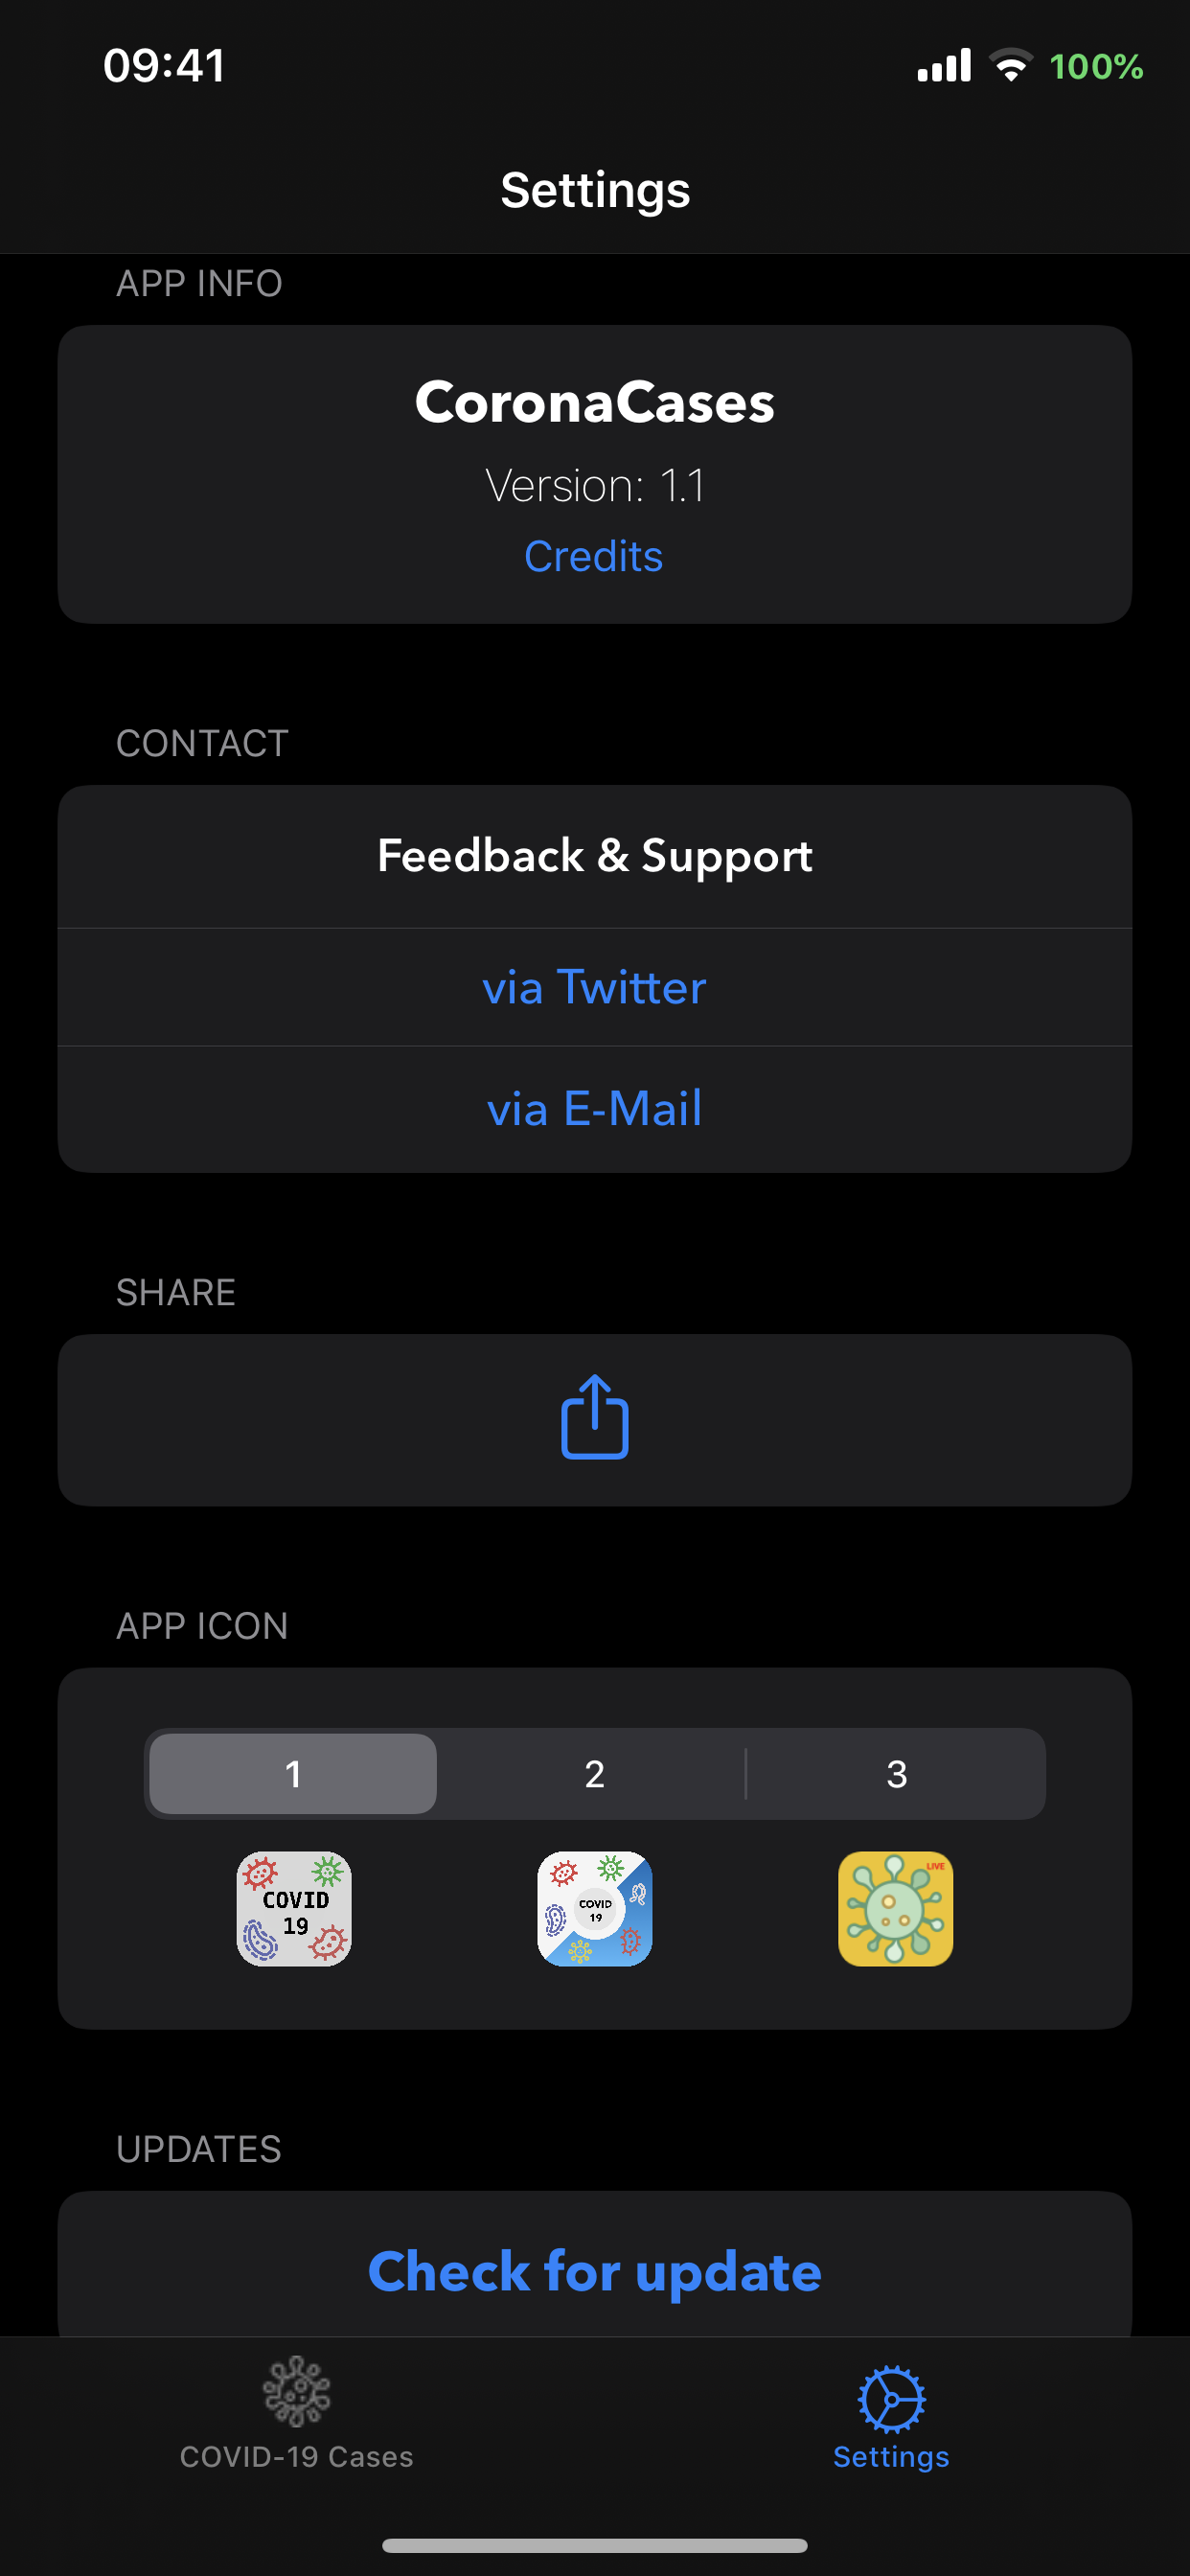 09:41
100%
Settings
APP INFO
CoronaCases
Version: 1.1
Credits
CONTACT
Feedback & Support
via Twitter
via E-Mail
SHARE
APP ICON
1
2
3
COVID
19
COVID
19
LIVE
UPDATES
Check for update
COVID-19 Cases
Settings